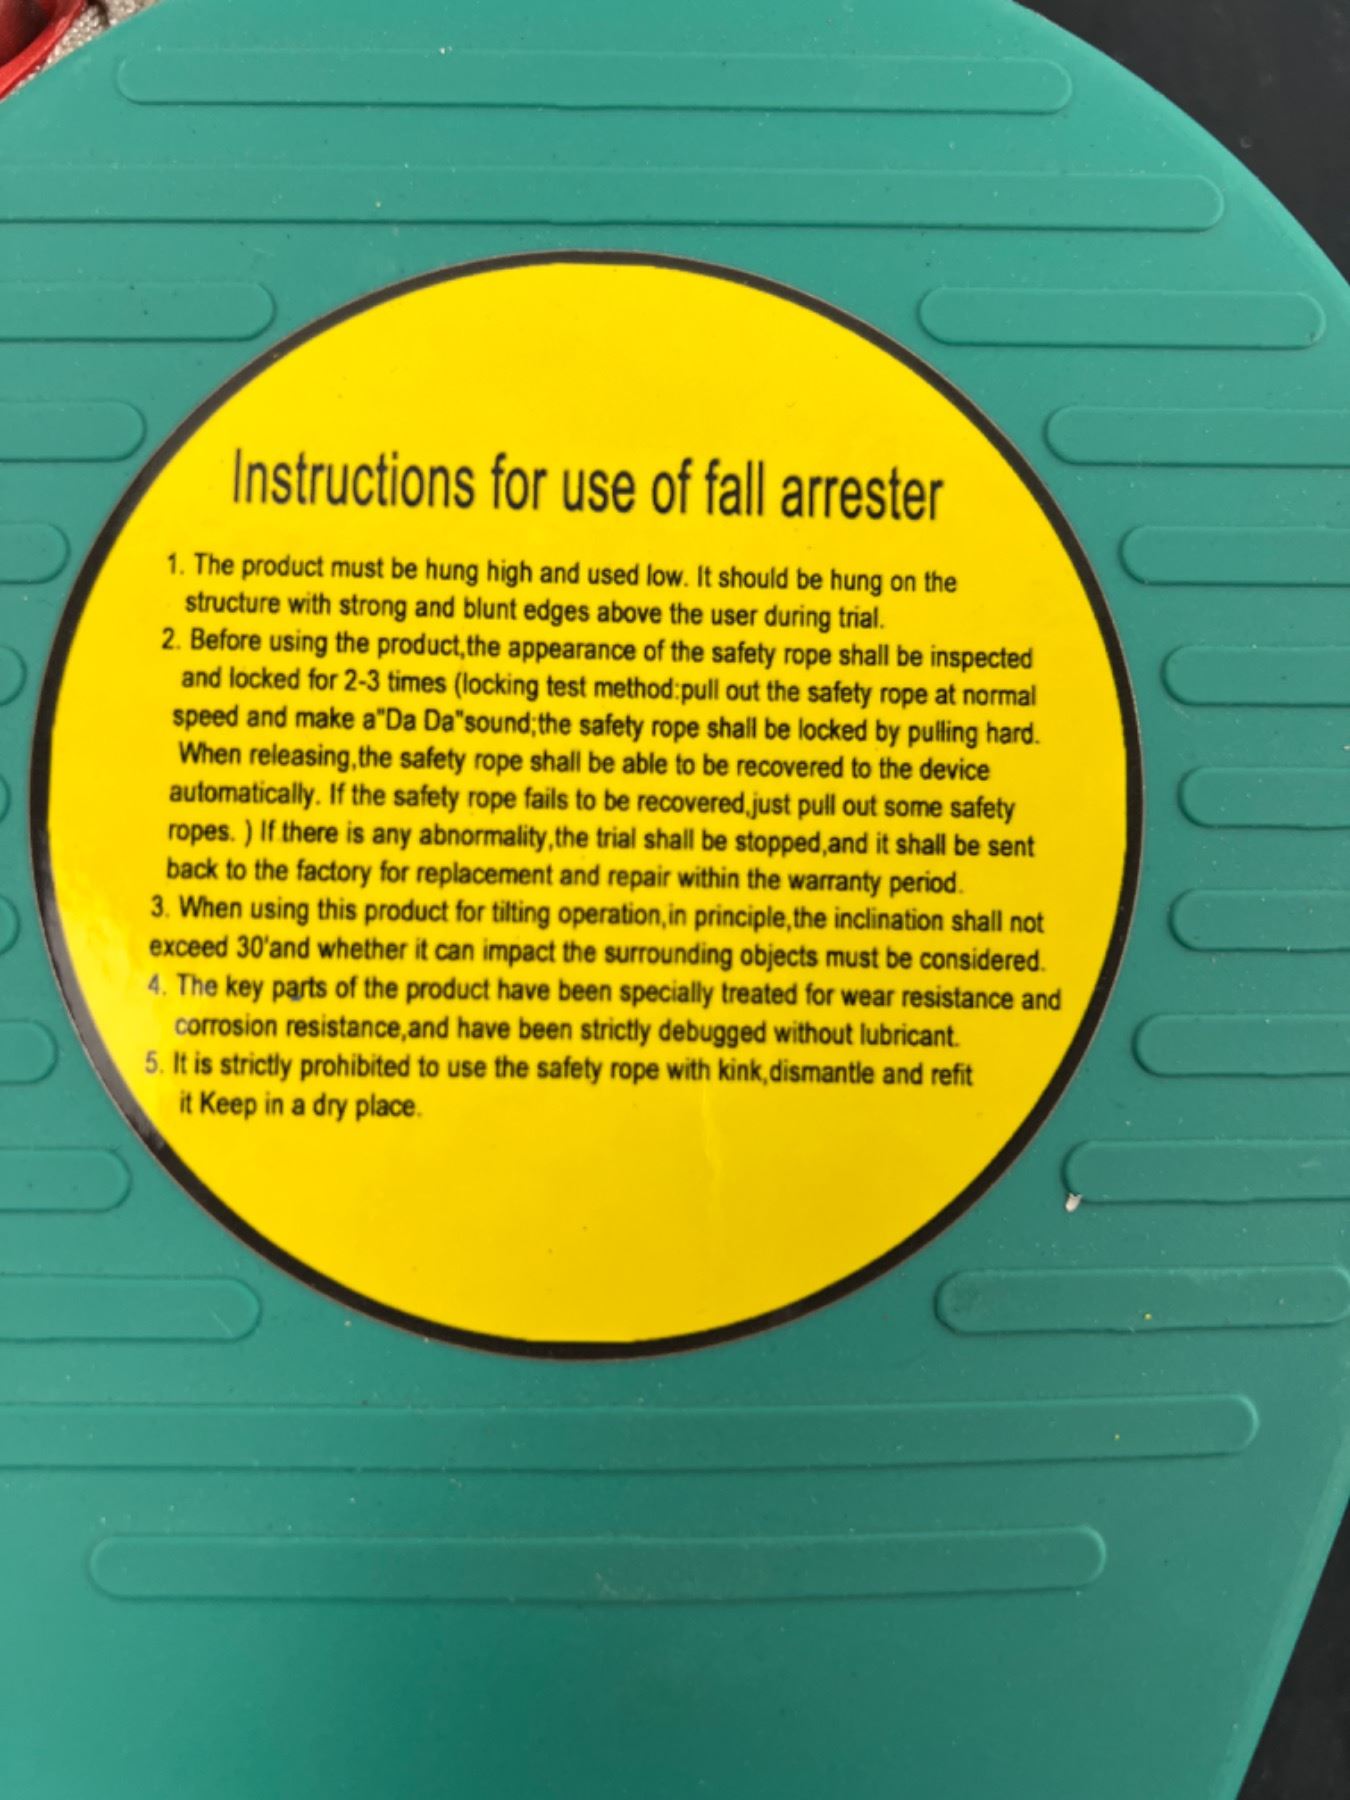 Instructions for use of fall arrester
1. The product must be hung high and used low. It should be hung on the
structure with strong and blunt edges above the user during trial.
2. Before using the product,the appearance of the safety rope shall be inspected
and locked for 2-3 times (locking test method:pull out the safety rope at normal
speed and make a"Da Da"sound;the safety rope shall be locked by pulling hard.
When releasing,the safety rope shall be able to be recovered to the device
automatically. If the safety rope fails to be recovered,just pull out some safety
ropes. ) If there is any abnormality,the trial shall be stopped,and it shall be sent
back to the factory for replacement and repair within the warranty period.
3. When using this product for tilting operation,in principle,the inclination shall not
exceed 30'and whether it can impact the surrounding objects must be considered.
4. The key parts of the product have been specially treated for wear resistance and
corrosion resistance,and have been strictly debugged without lubricant.
5. It is strictly prohibited to use the safety rope with kink,dismantle and refit
it Keep in a dry place.